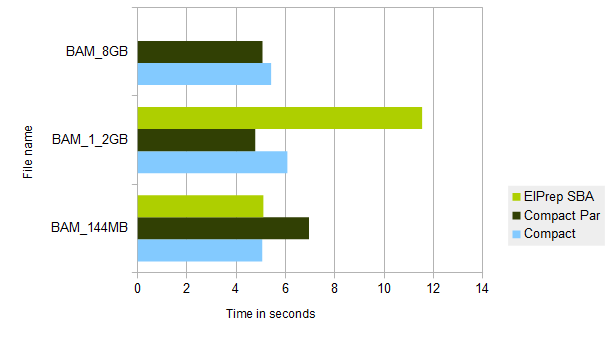 BAM_8GB
BAM_1_2GB
BAM_144MB
File name
0 2 4 6 8 10 12 14
Time in seconds
ElPrep SBA
Compact Par
Compact